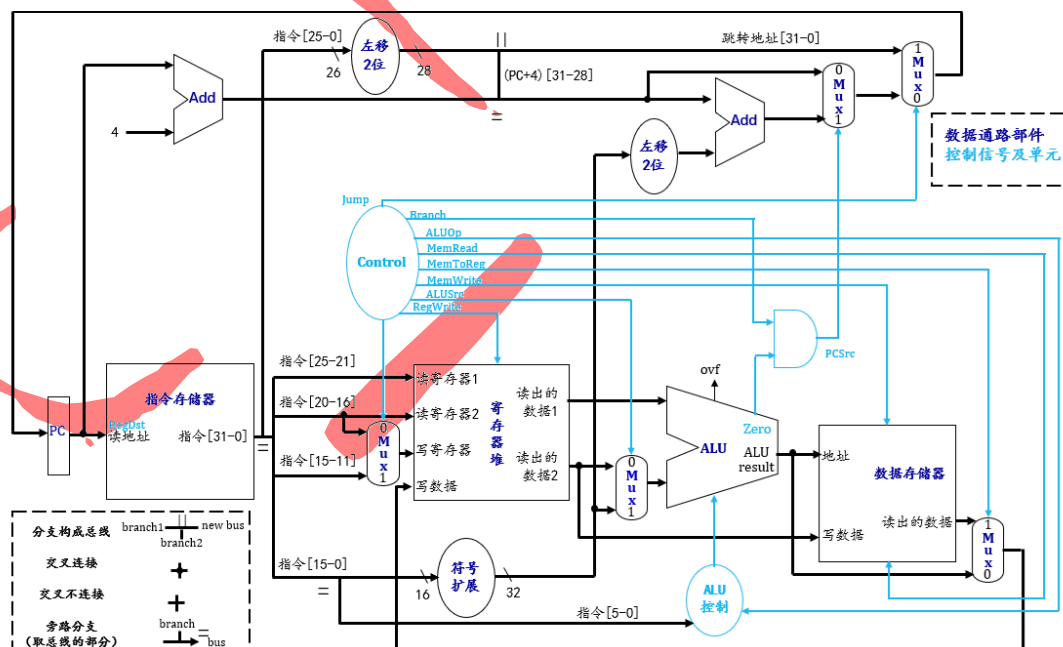 指令[25-0]
左移
2位
26
28
||
跳转地址[31-0]
1
Mux
0
(PC+4)[31-28]
=
0
Mux
1
Add
4
Add
左移
2位
数据通路部件
控制信号及单元
Jump
Branch
ALUOp
MemRead
MemToReg
MemWrite
ALUSrg
RegWrite
Control
PCSrc
指令[25-21]
指令[20-16]
指令[15-11]
指令存储器
PC
RegDst
读地址
指令[31-0]
=
0
Mux
1
读寄存器1
读寄存器2
写寄存器
写数据
寄存器堆
读出的
数据1
读出的
数据2
0
Mux
1
ovf
Zero
ALU
ALU
result
地址
数据存储器
读出的数据
写数据
1
Mux
0
指令[15-0]
=
16
符号
扩展
32
指令[5-0]
ALU
控制
分支构成总线
branch1
||
new bus
branch2
交叉连接
交叉不连接
旁路分支
(取总线的部分)
branch
=
bus